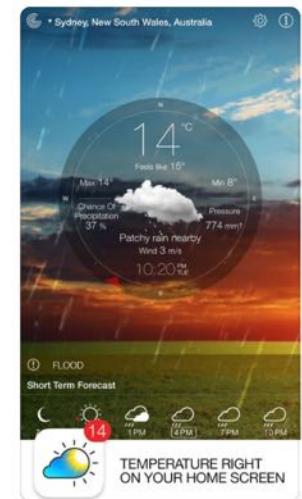 * Sydney, New South Wales, Australia
N
14°C
Feels like 15°
Max 14°
Min 8°
W
E
Chance Of
Precipitation
37 %
Pressure
774 mm↑
Patchy rain nearby
Wind 3 m/s
10:20 PM
TUE
S
FLOOD
Short Term Forecast
1 PM
4 PM
7 PM
10 PM
14
TEMPERATURE RIGHT
ON YOUR HOME SCREEN